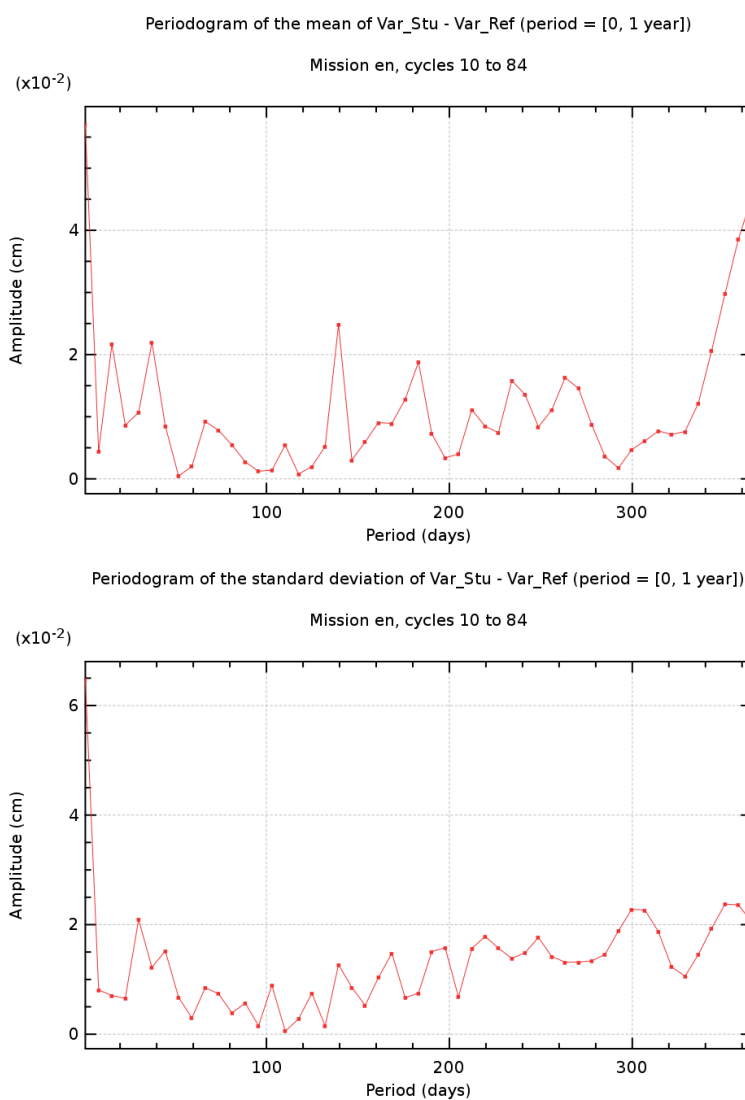 Periodogram of the mean of Var_Stu - Var_Ref (period = [0, 1 year])
Mission en, cycles 10 to 84
(x10-2)
4
2
0
Amplitude (cm)
100 200 300
Period (days)
Periodogram of the standard deviation of Var_Stu - Var_Ref (period = [0, 1 year])
Mission en, cycles 10 to 84
(x10-2)
6
4
2
0
Amplitude (cm)
100 200 300
Period (days)